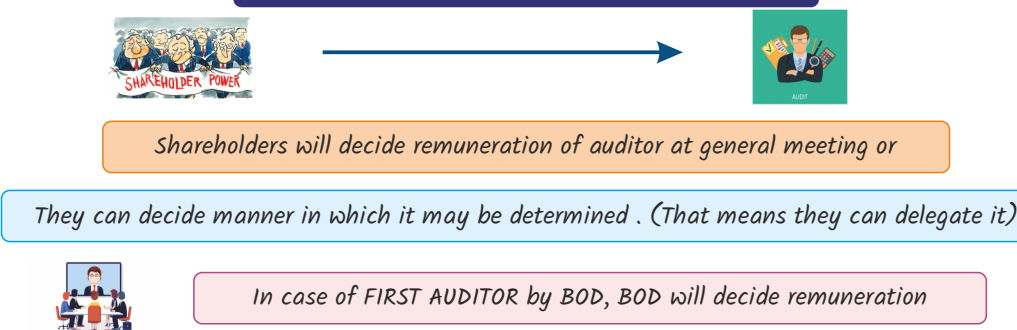 SHAREHOLDER POWER
AUDIT
Shareholders will decide remuneration of auditor at general meeting or
They can decide manner in which it may be determined . (That means they can delegate it)
In case of FIRST AUDITOR by BOD, BOD will decide remuneration